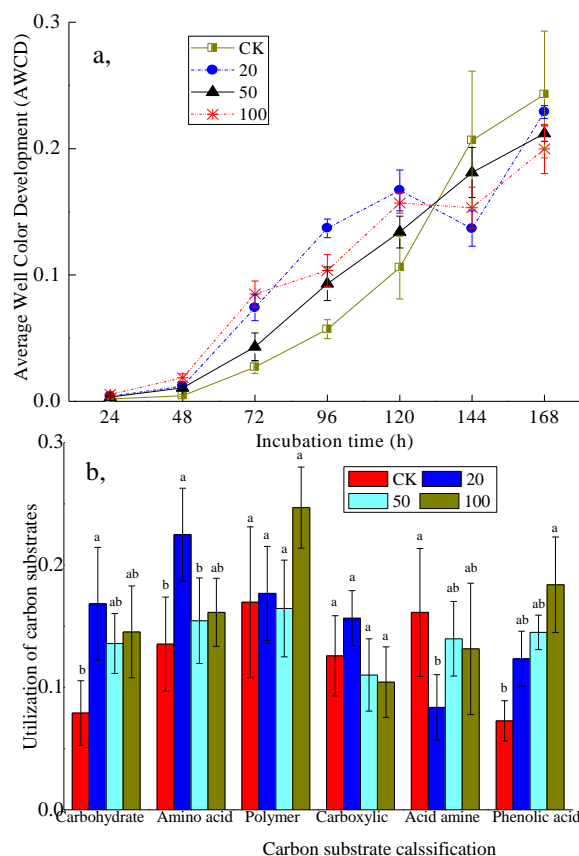 a,
CK
20
50
100
Average Well Color Development (AWCD)
0.3
0.2
0.1
0.0
24 48 72 96 120 144 168
Incubation time (h)
b,
CK 20
50 100
Utilization of carbon substrates
0.3
0.2
0.1
0.0
b a ab ab
b a b ab
a a a a
a a a a
a b ab ab
b ab ab a
Carbohydrate Amino acid Polymer Carboxylic Acid amine Phenolic acid
Carbon substrate calssification